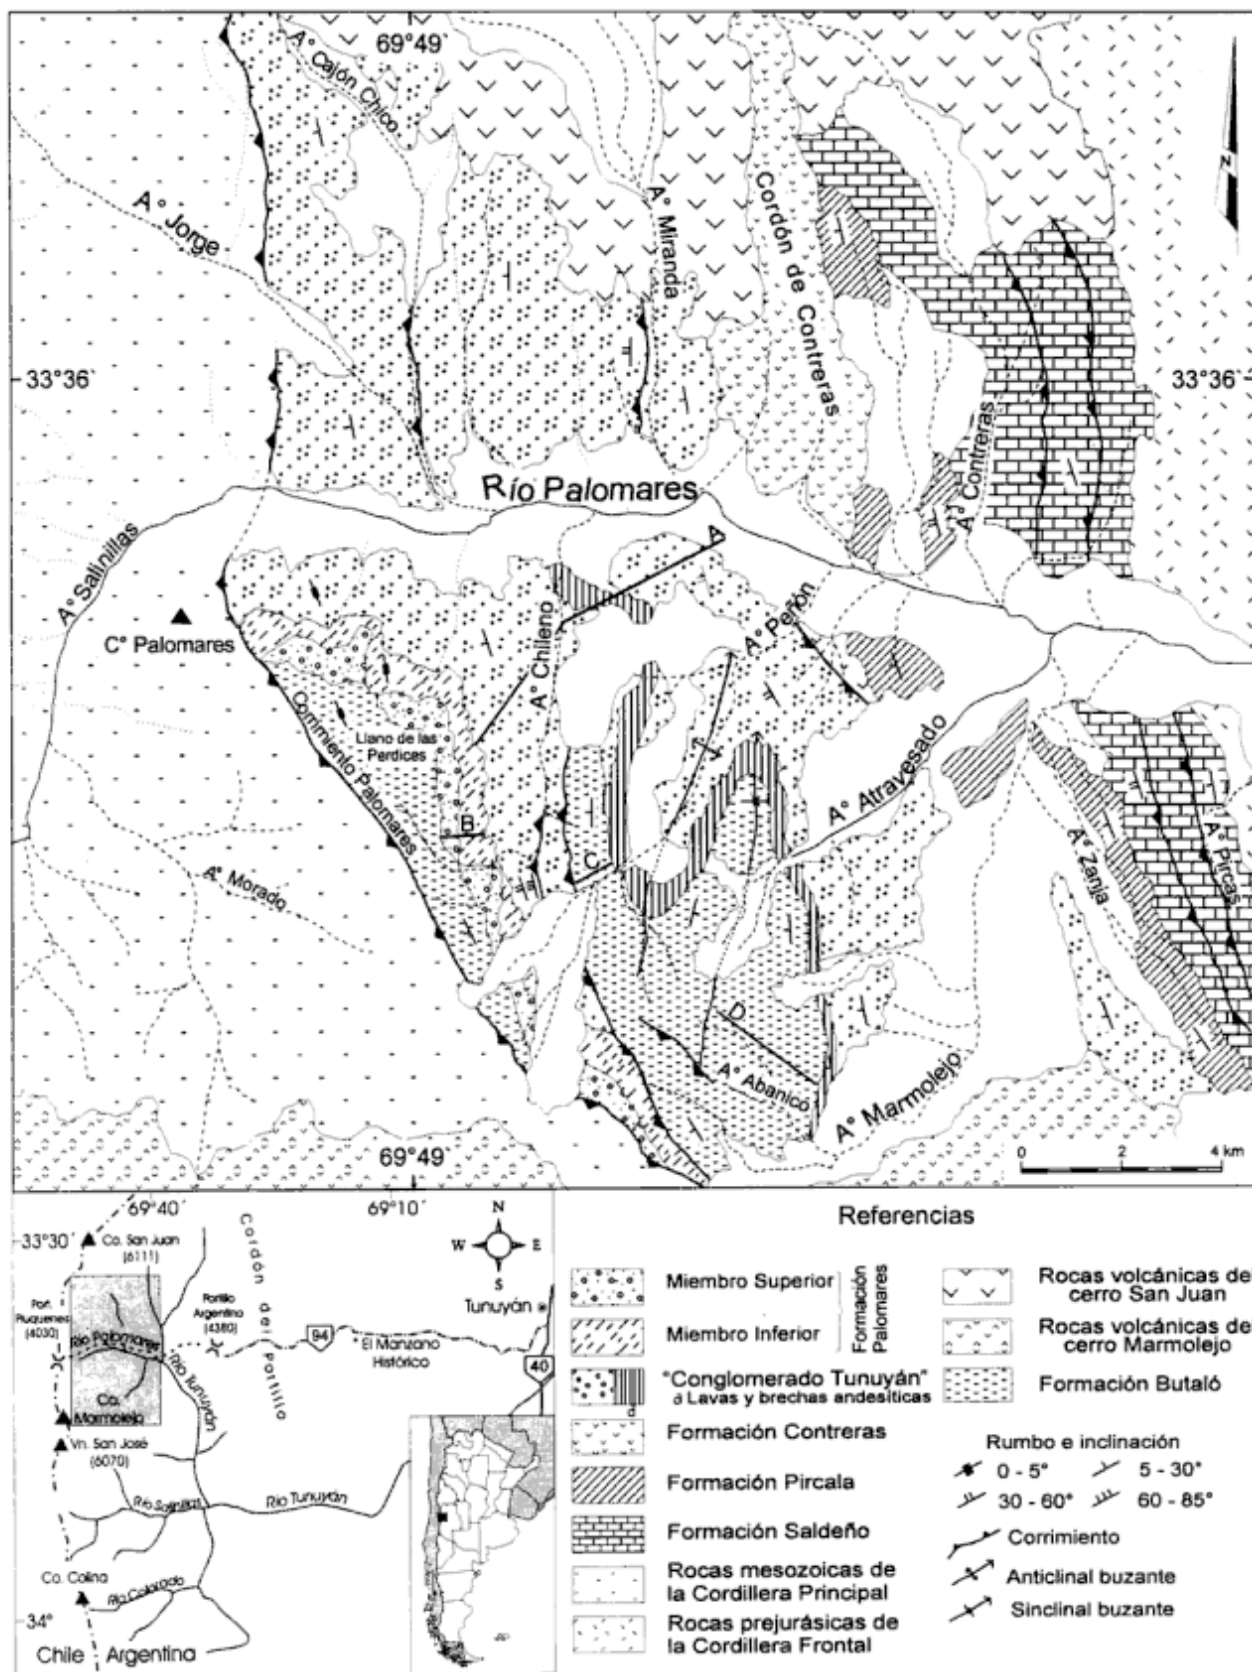 69°49´
A° Cajón Chico
A° Jorge
A° Miranda
Cordón de Contreras
N
33°36´
33°36´
A° Contreras
Río Palomares
A
A° Salinillas
C° Palomares
A° Chileno
A° Peñón
Corrimiento Palomares
Llano de las
Perdices
A° Atravesado
B
C
A° Morado
A° Zanja
A° Pircas
D
A° Abanico
A° Marmolejo
69°49
0 2 4 km
69°40´
69°10´
33°30´
Co. San Juan
(6111)
Cordón del Portillo
N
W E
S
Port.
Piuquenes
(4030)
Portillo
Argentino
(4380)
Tunuyán
Río Palomares
94
El Manzano
Histórico
40
Río Tunuyán
Co.
Marmolejo
Vn. San José
(6070)
Río Salinillas
Río Tunuyán
Co. Colina
Río Colorado
34°
Chile
Argentina
Referencias
Miembro Superior
Miembro Inferior
Formación
Palomares
"Conglomerado Tunuyán"
a Lavas y brechas andesíticas
Formación Contreras
Formación Pircala
Formación Saldeño
Rocas mesozoicas de
la Cordillera Principal
Rocas prejurásicas de
la Cordillera Frontal
Rocas volcánicas del
cerro San Juan
Rocas volcánicas del
cerro Marmolejo
Formación Butaló
Rumbo e inclinación
0 - 5°
5 - 30°
30 - 60°
60 - 85°
Corrimiento
Anticlinal buzante
Sinclinal buzante